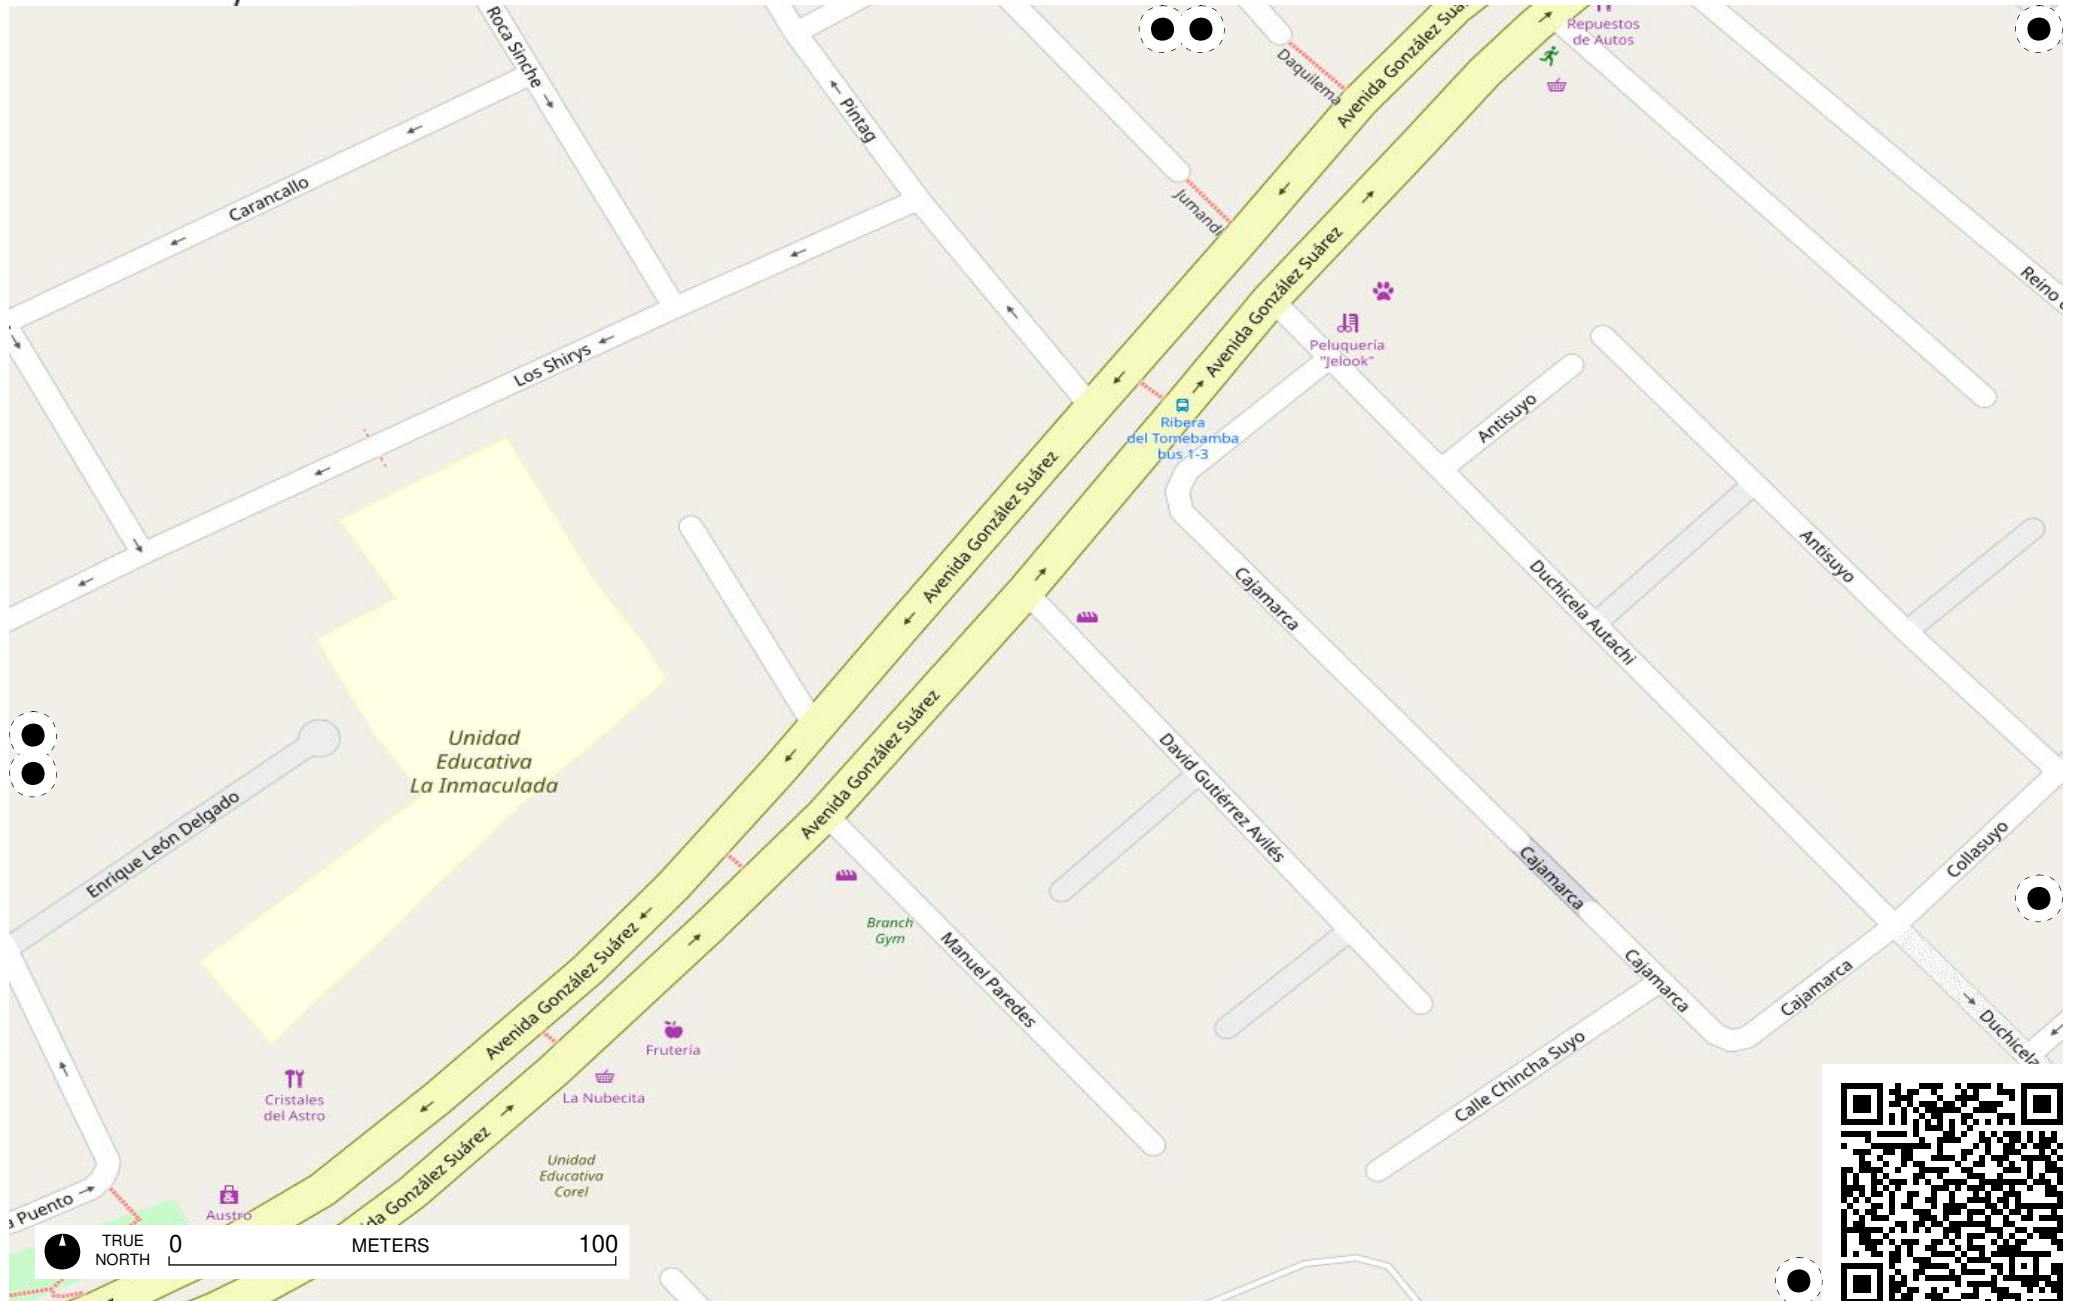 Roca Sinche
Avenida González Suá
Repuestos
de Autos
Daquilema
Pintag
Avenida González Suárez
Carancallo
Jumandi
Avenida González Suárez
Reino
Peluquería
"Jelook"
Los Shirys
Ribera
del Tomebamba
bus 1-3
Antisuyo
Avenida González Suárez
Cajamarca
Duchicela Autachi
Antisuyo
Unidad
Educativa
La Inmaculada
Avenida González Suárez
David Gutiérrez Avilés
Enrique León Delgado
Cajamarca
Collasuyo
Branch
Gym
Avenida González Suárez
Manuel Paredes
Cajamarca
Cajamarca
Frutería
Duchicela
Cristales
del Astro
La Nubecita
Calle Chincha Suyo
da González Suárez
Unidad
Educativa
Corel
a Puento
Austro
TRUE
NORTH
0 METERS 100